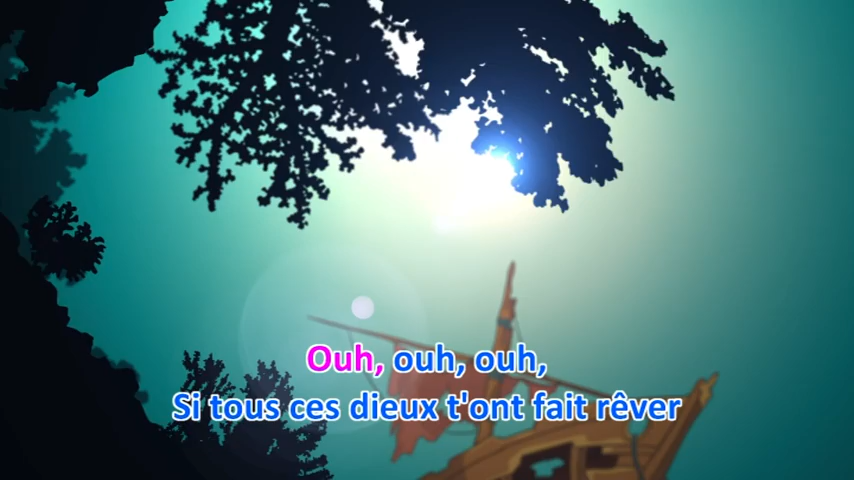 Ouh, ouh, ouh,
Si tous ces dieux t'ont fait rêver